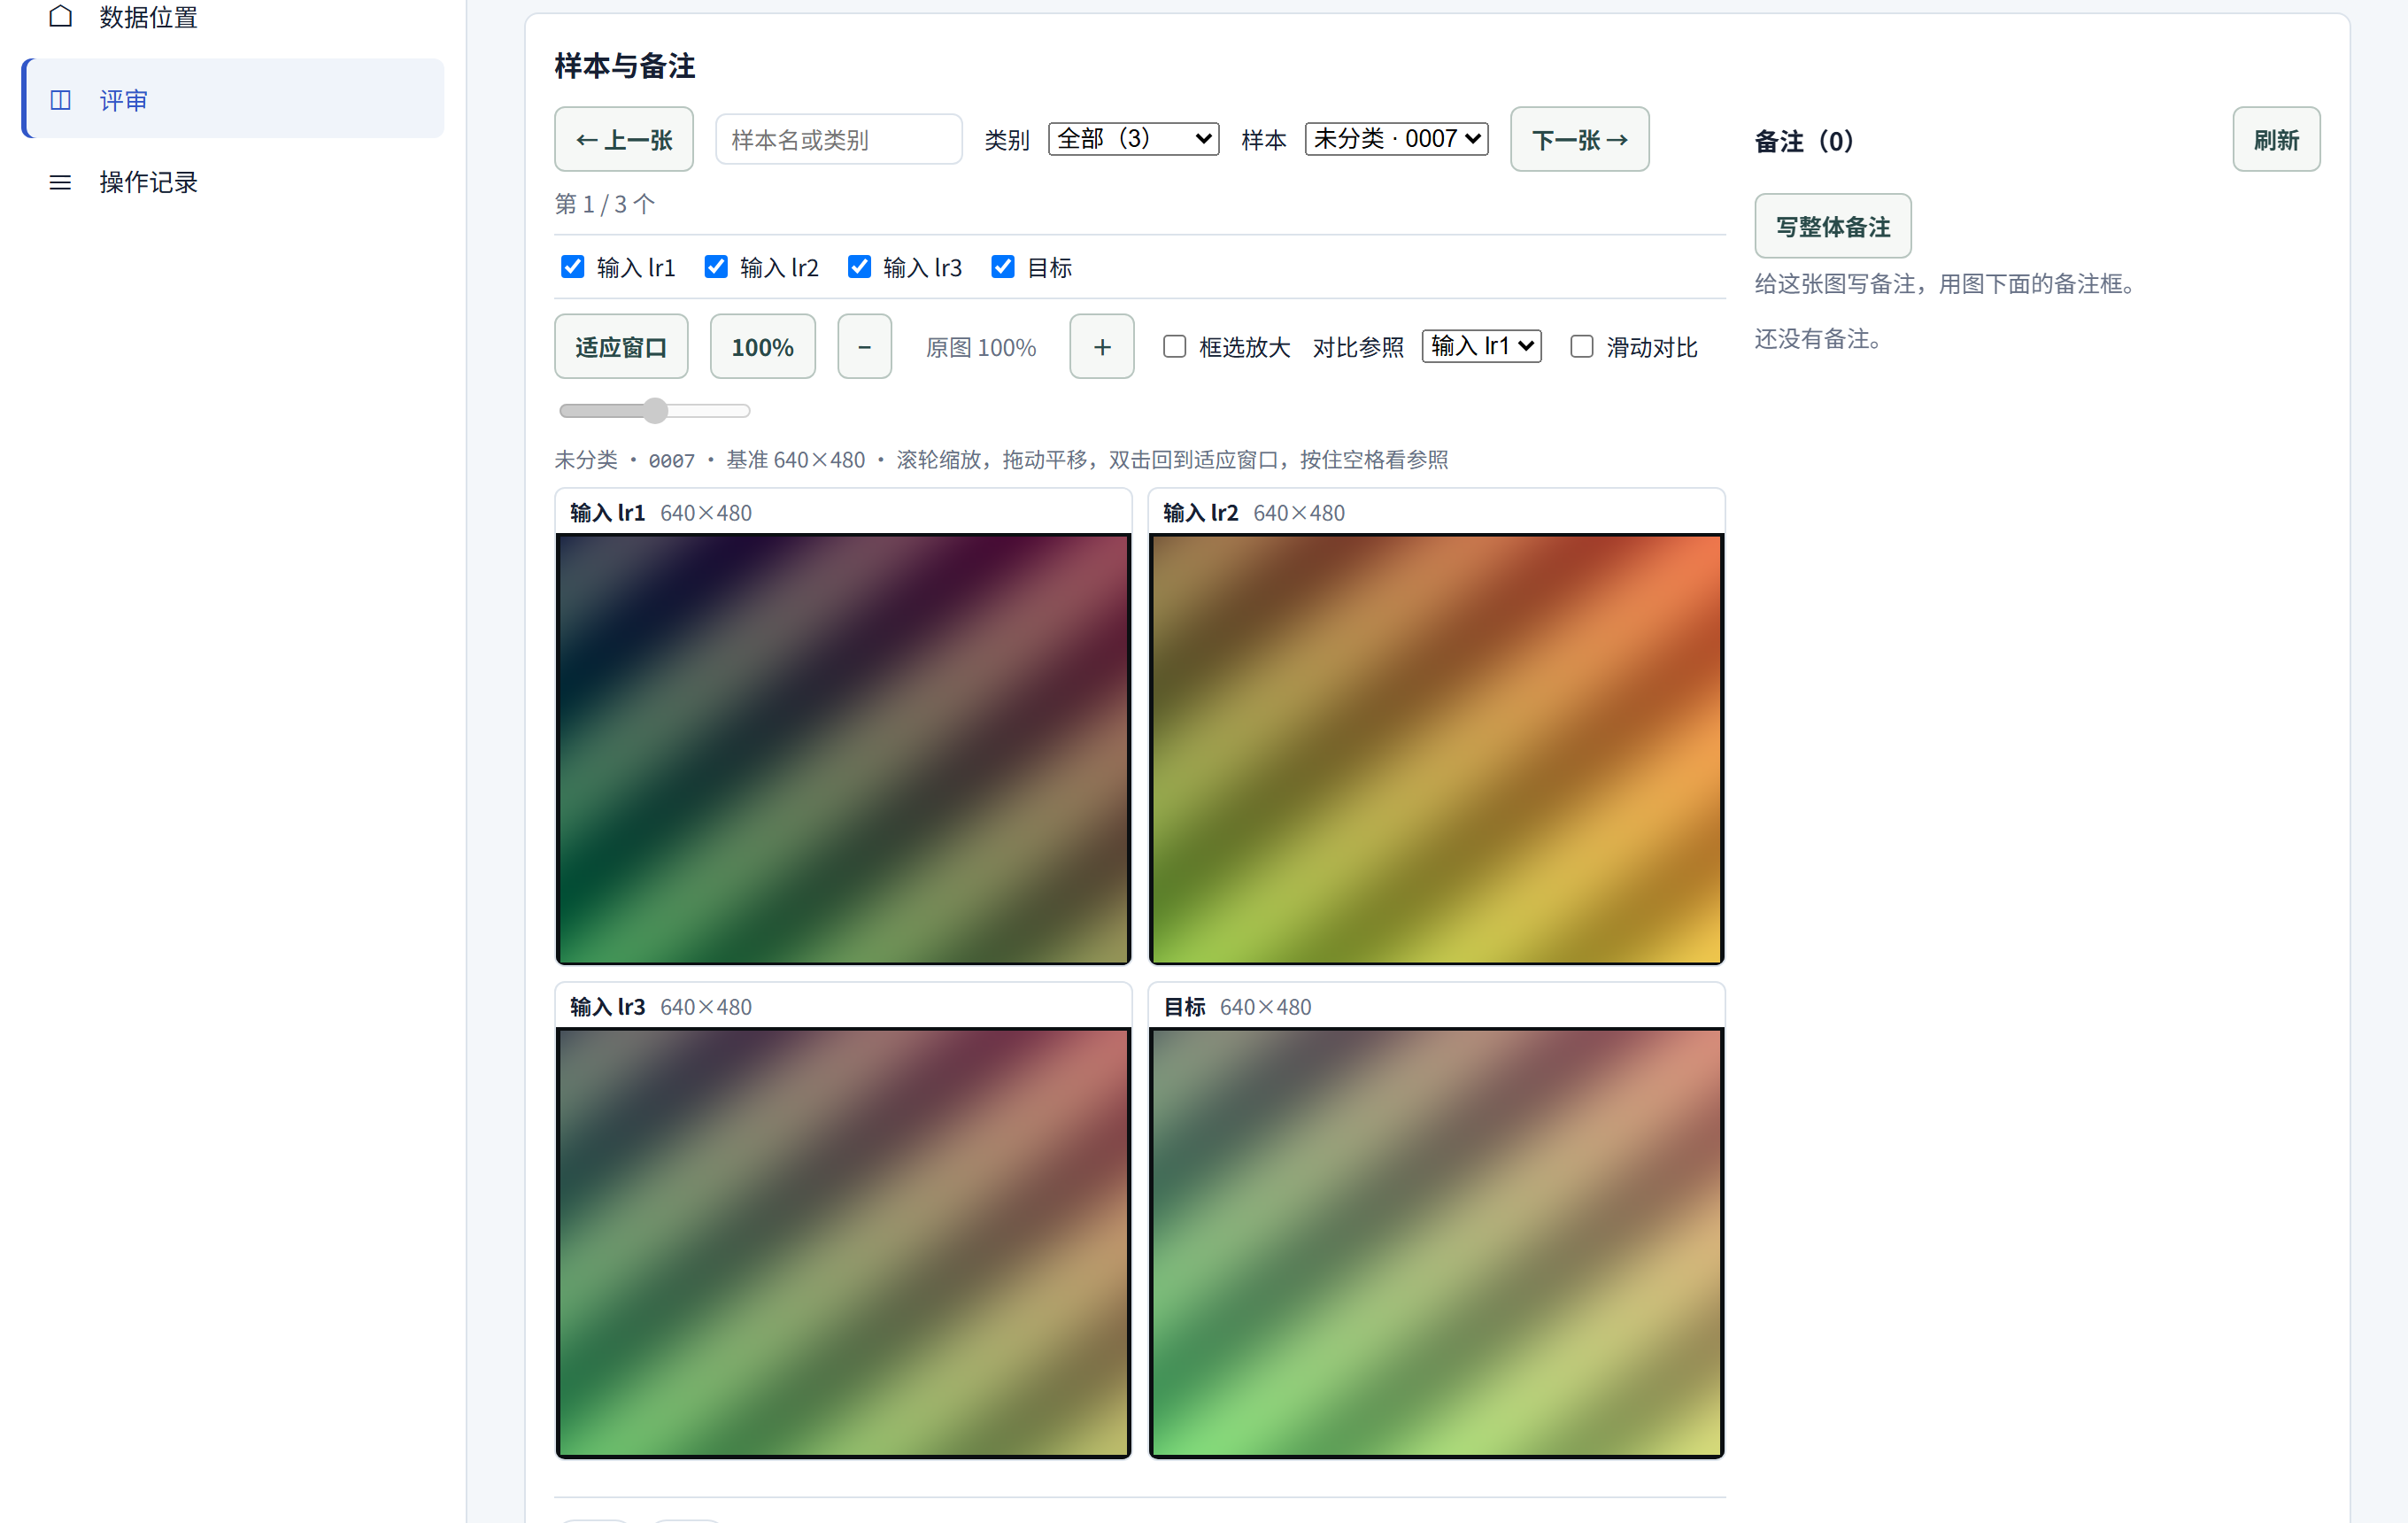 数据位置
评审
操作记录
样本与备注
← 上一张 样本名或类别 类别 全部（3） 样本 未分类 · 0007 下一张 →
第 1 / 3 个
输入 lr1 输入 lr2 输入 lr3 目标
适应窗口 100% − 原图 100% + 框选放大 对比参照 输入 lr1 滑动对比
未分类 • 0007 • 基准 640×480 • 滚轮缩放，拖动平移，双击回到适应窗口，按住空格看参照
输入 lr1 640×480
输入 lr2 640×480
输入 lr3 640×480
目标 640×480
备注（0） 刷新
写整体备注
给这张图写备注，用图下面的备注框。
还没有备注。